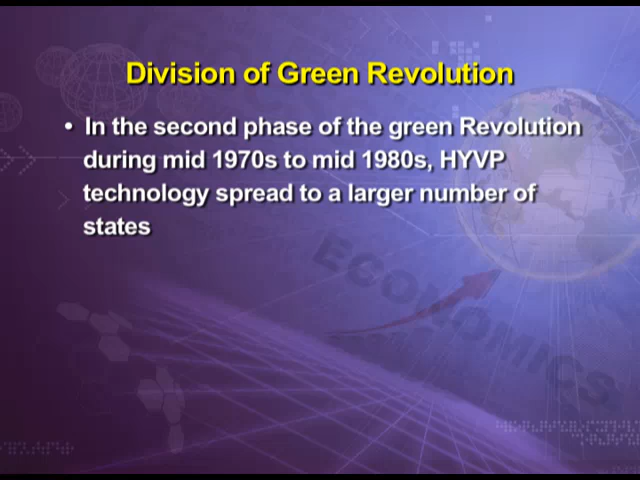 Division of Green Revolution
• In the second phase of the green Revolution
during mid 1970s to mid 1980s, HYVP
technology spread to a larger number of
states
ECONOMICS